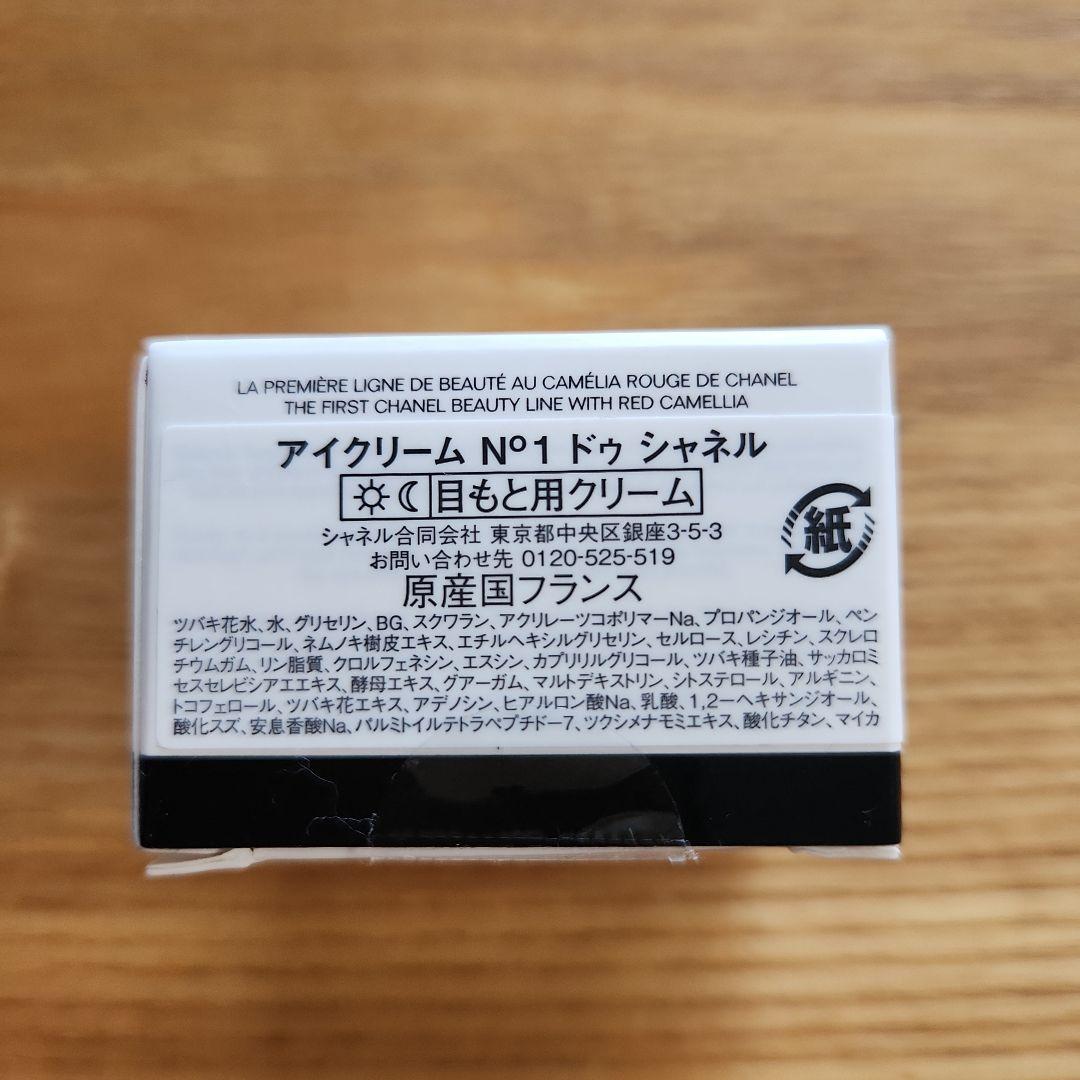 LA PREMIÈRE LIGNE DE BEAUTÉ AU CAMÉLIA ROUGE DE CHANEL
THE FIRST CHANEL BEAUTY LINE WITH RED CAMELLIA
アイクリーム Nº1 ドゥ シャネル
目もと用クリーム
シャネル合同会社 東京都中央区銀座3-5-3
お問い合わせ先 0120-525-519
原産国フランス
紙
ツバキ花水、水、グリセリン、BG、スクワラン、アクリレーツコポリマーNa、プロパンジオール、ペン
チレングリコール、ネムノキ樹皮エキス、エチルヘキシルグリセリン、セルロース、レシチン、スクレロ
チウムガム、リン脂質、クロルフェネシン、エスシン、カプリリルグリコール、ツバキ種子油、サッカロミ
セスセレビシアエエキス、酵母エキス、グアーガム、マルトデキストリン、シトステロール、アルギニン、
トコフェロール、ツバキ花エキス、アデノシン、ヒアルロン酸Na、乳酸、1,2-ヘキサンジオール、
酸化スズ、安息香酸Na、パルミトイルテトラペプチド-7、ツクシメナモミエキス、酸化チタン、マイカ